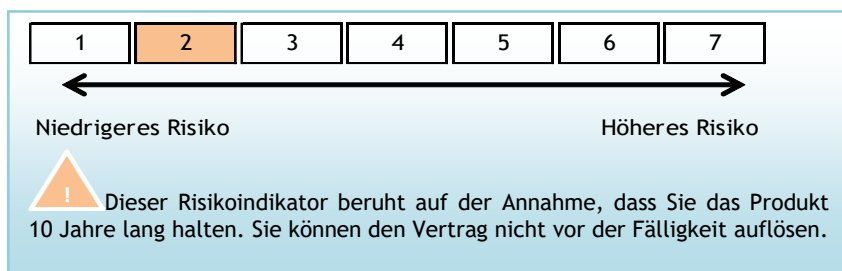 1 2 3 4 5 6 7
Niedrigeres Risiko Höheres Risiko
! Dieser Risikoindikator beruht auf der Annahme, dass Sie das Produkt
10 Jahre lang halten. Sie können den Vertrag nicht vor der Fälligkeit auflösen.